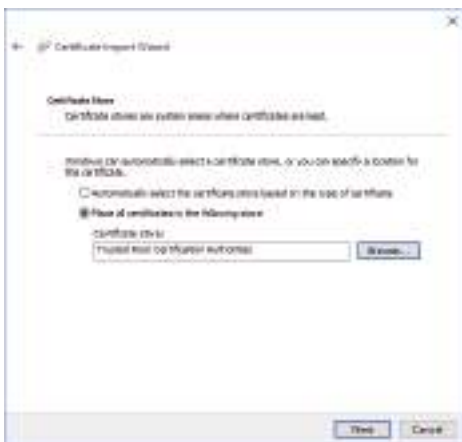 Certificate Import Wizard
Certificate Store
Certificate stores are system areas where certificates are kept.
Windows can automatically select a certificate store, or you can specify a location for
the certificate.
Automatically select the certificate store based on the type of certificate
Place all certificates in the following store
Certificate store:
Trusted Root Certification Authorities
Browse...
Next
Cancel